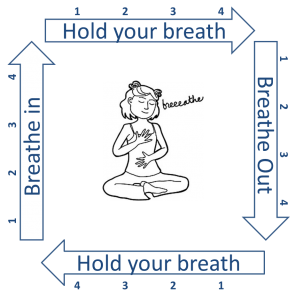 1 2 3 4
Hold your breath
breeeathe
1 2 3 4
Breathe Out
Hold your breath
4 3 2 1
Breathe in
1 2 3 4